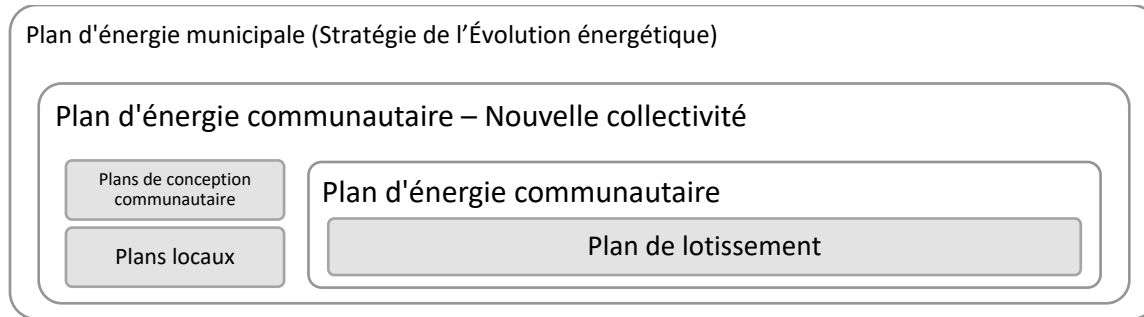 Plan d'énergie municipale (Stratégie de l’Évolution énergétique)
Plan d'énergie communautaire – Nouvelle collectivité
Plans de conception
communautaire
Plans locaux
Plan d'énergie communautaire
Plan de lotissement